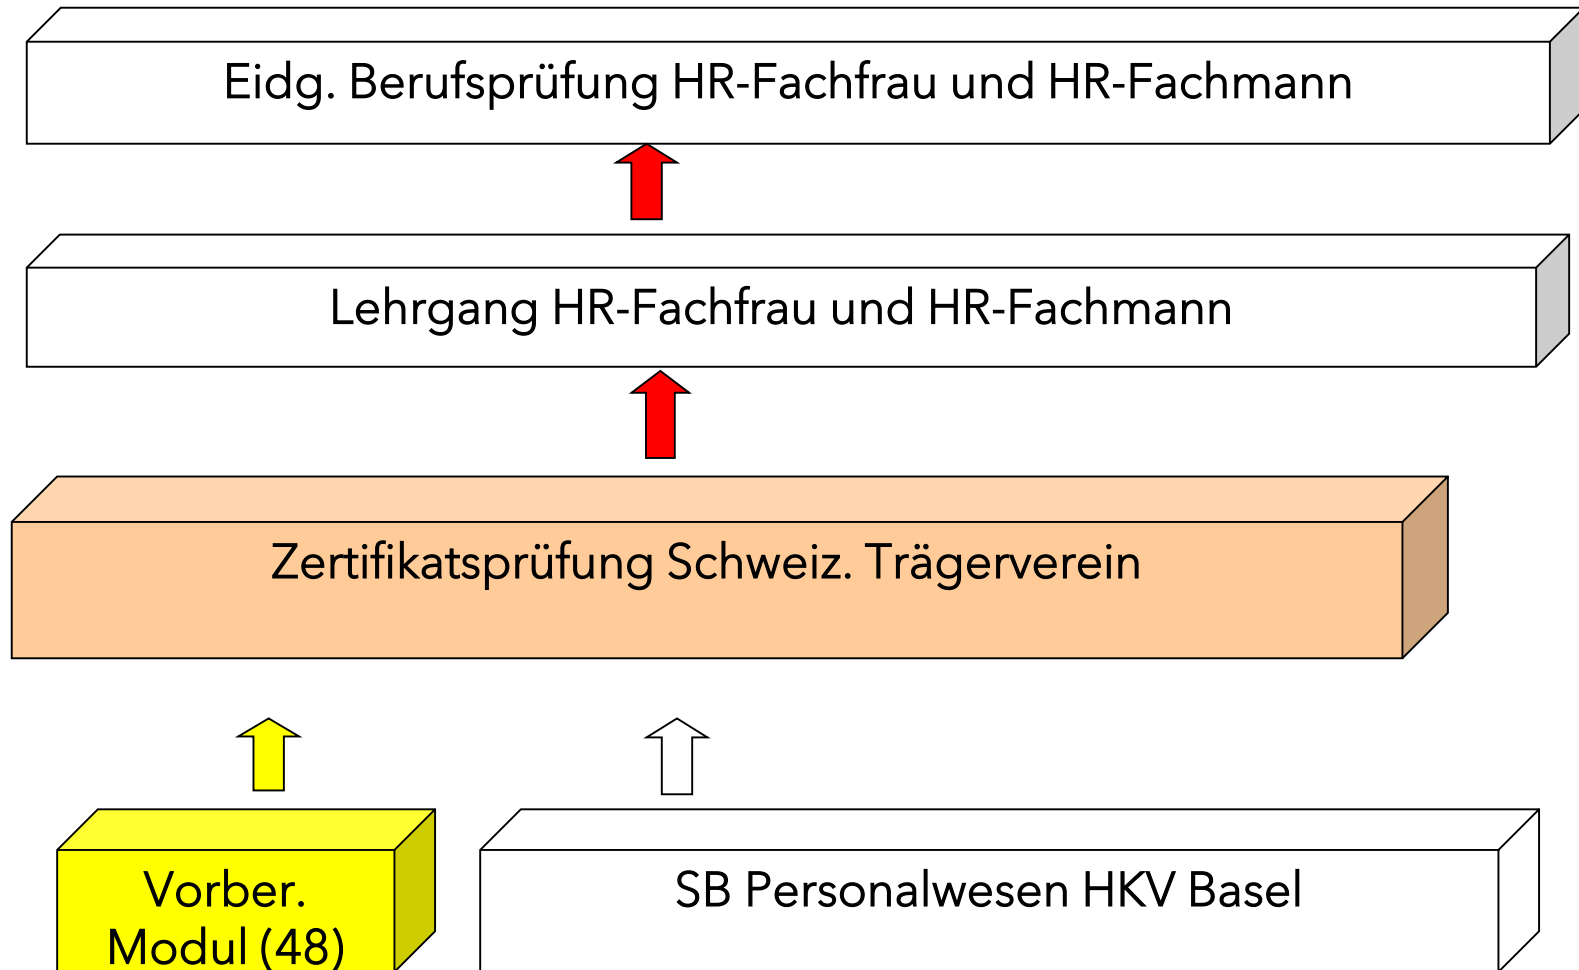 Eidg. Berufsprüfung HR-Fachfrau und HR-Fachmann
Lehrgang HR-Fachfrau und HR-Fachmann
Zertifikatsprüfung Schweiz. Trägerverein
Vorber.
Modul (48)
SB Personalwesen HKV Basel